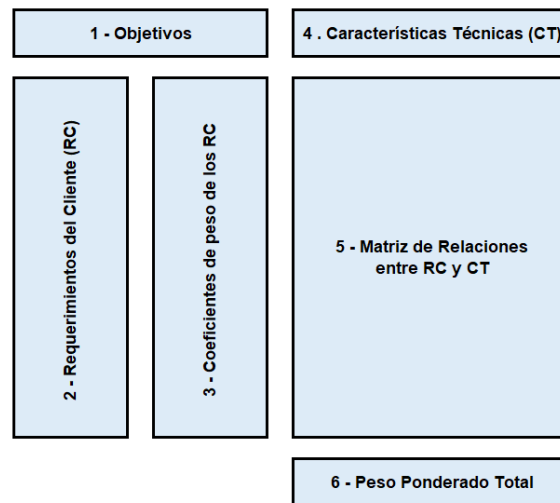 1 - Objetivos
4 . Características Técnicas (CT)
2 - Requerimientos del Cliente (RC)
3 - Coeficientes de peso de los RC
5 - Matriz de Relaciones
entre RC y CT
6 - Peso Ponderado Total